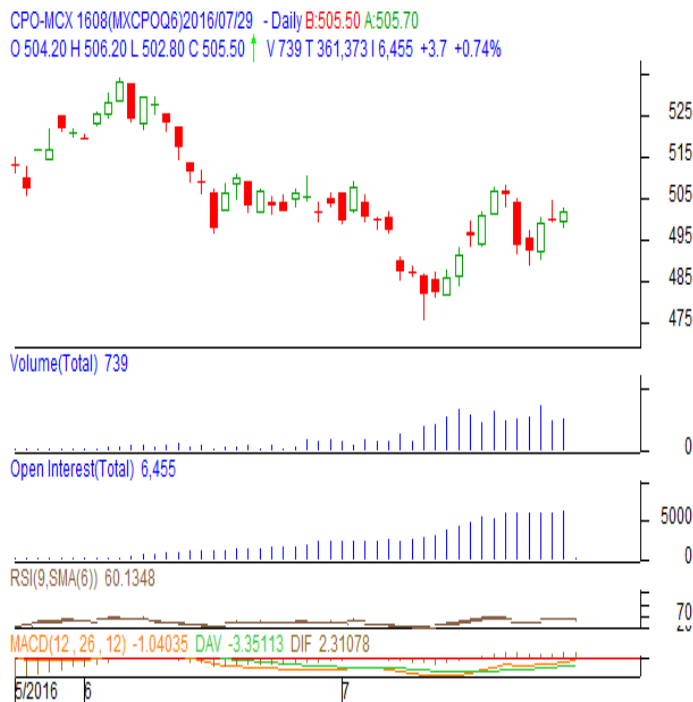 CPO-MCX 1608(MXCPOQ6)2016/07/29 - Daily B:505.50 A:505.70
O 504.20 H 506.20 L 502.80 C 505.50 V 739 T 361,373 I 6,455 +3.7 +0.74%
525
515
505
495
485
475
Volume(Total) 739
0
Open Interest(Total) 6,455
5000
0
RSI(9,SMA(6)) 60.1348
70
MACD(12 , 26 , 12) -1.04035 DAV -3.35113 DIF 2.31078
5/2016 6 7